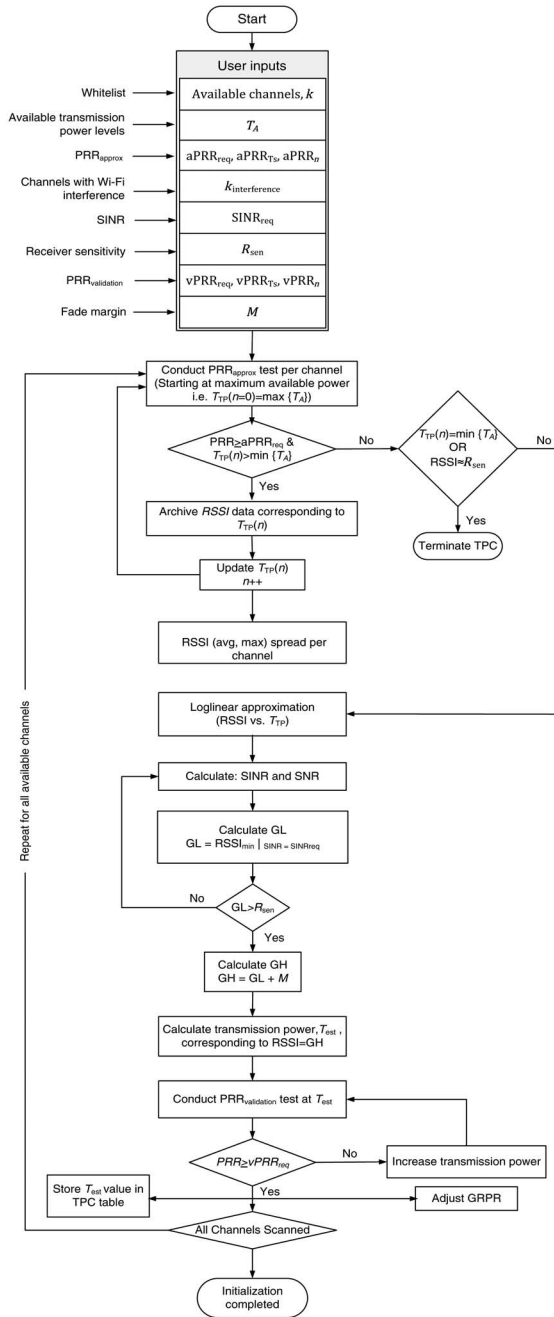 Start
User inputs
Whitelist
Available channels, k
Available transmission
power levels
T_A
PRR_approx
aPRR_req, aPRR_Ts, aPRR_n
Channels with Wi-Fi
interference
k_interference
SINR
SINR_req
Receiver sensitivity
R_sen
PRR_validation
vPRR_req, vPRR_Ts, vPRR_n
Fade margin
M
Conduct PRR_approx test per channel
(Starting at maximum available power
i.e. T_TP(n=0)=max {T_A})
PRR≥aPRR_req &
T_TP(n)>min {T_A}
No
T_TP(n)=min {T_A}
OR
RSSI≈R_sen
No
Yes
Yes
Archive RSSI data corresponding to
T_TP(n)
Terminate TPC
Update T_TP(n)
n++
RSSI (avg, max) spread per
channel
Loglinear approximation
(RSSI vs. T_TP)
Repeat for all available channels
Calculate: SINR and SNR
Calculate GL
GL = RSSI_min | SINR = SINRreq
No
GL>R_sen
Yes
Calculate GH
GH = GL + M
Calculate transmission power,T_est ,
corresponding to RSSI=GH
Conduct PRR_validation test at T_est
PRR≥vPRR_req
No
Increase transmission power
Store T_est value in
TPC table
Yes
Adjust GRPR
All Channels Scanned
Initialization
completed